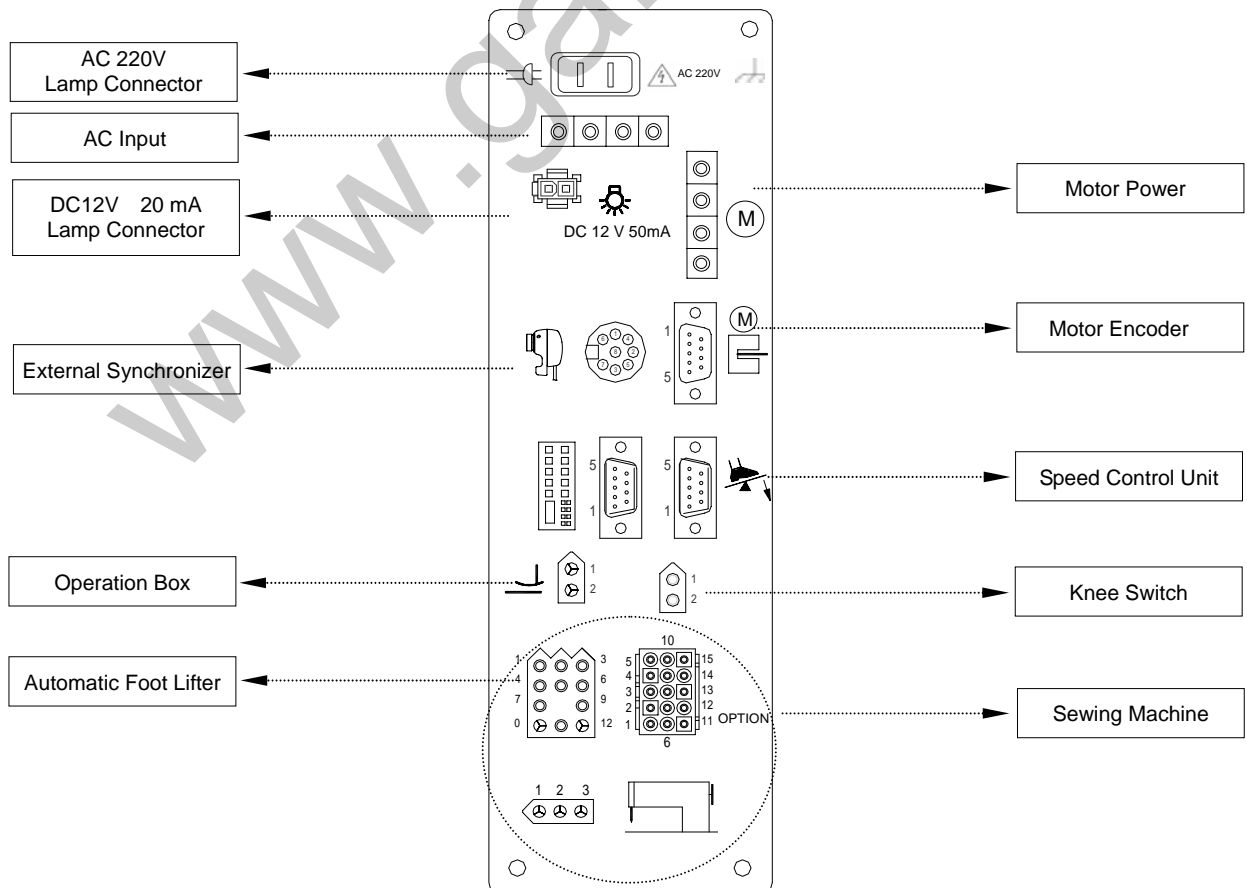 AC 220V
Lamp Connector
AC Input
DC12V 20 mA
Lamp Connector
External Synchronizer
Operation Box
Automatic Foot Lifter
AC 220V
DC 12 V 50mA
M
M
1
5
5
1
5
1
1
2
1
2
1
3
4
6
7
9
0
12
10
5
15
4
14
3
13
2
12
1
11
OPTION
6
1 2 3
Motor Power
Motor Encoder
Speed Control Unit
Knee Switch
Sewing Machine
www.ga